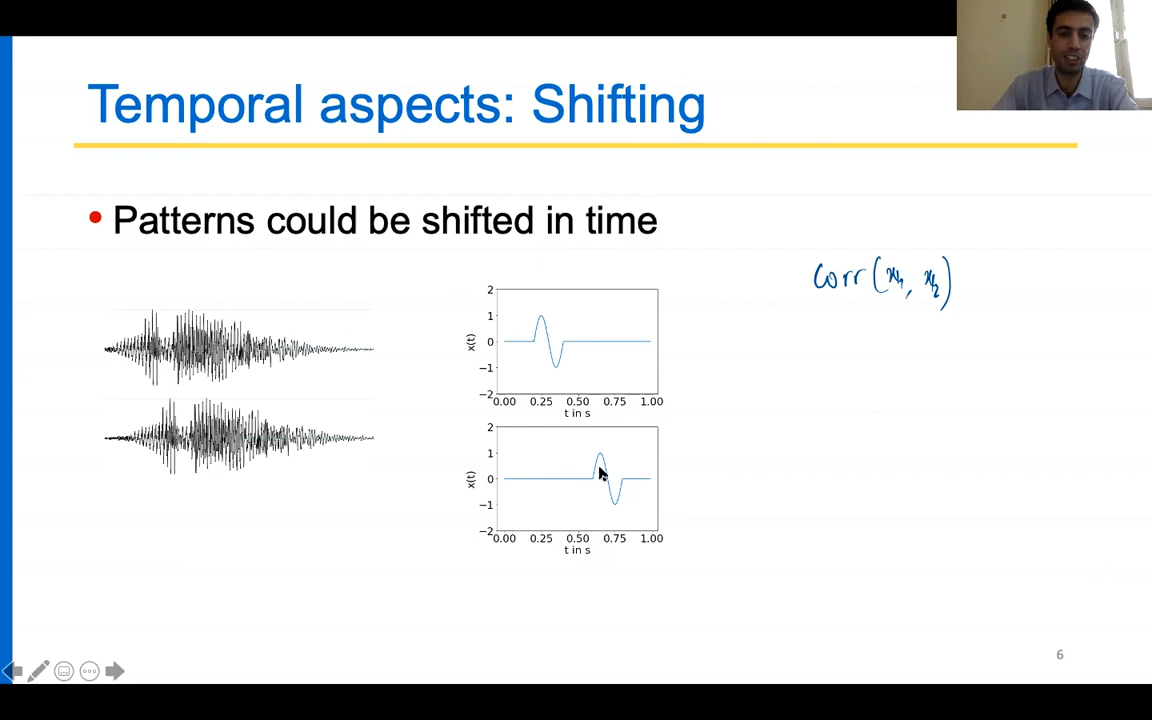 Temporal aspects: Shifting
• Patterns could be shifted in time
corr(x1, x2)
2
1
0
−1
−2
x(t)
0.00 0.25 0.50 0.75 1.00
t in s
2
1
0
−1
−2
x(t)
0.00 0.25 0.50 0.75 1.00
t in s
6